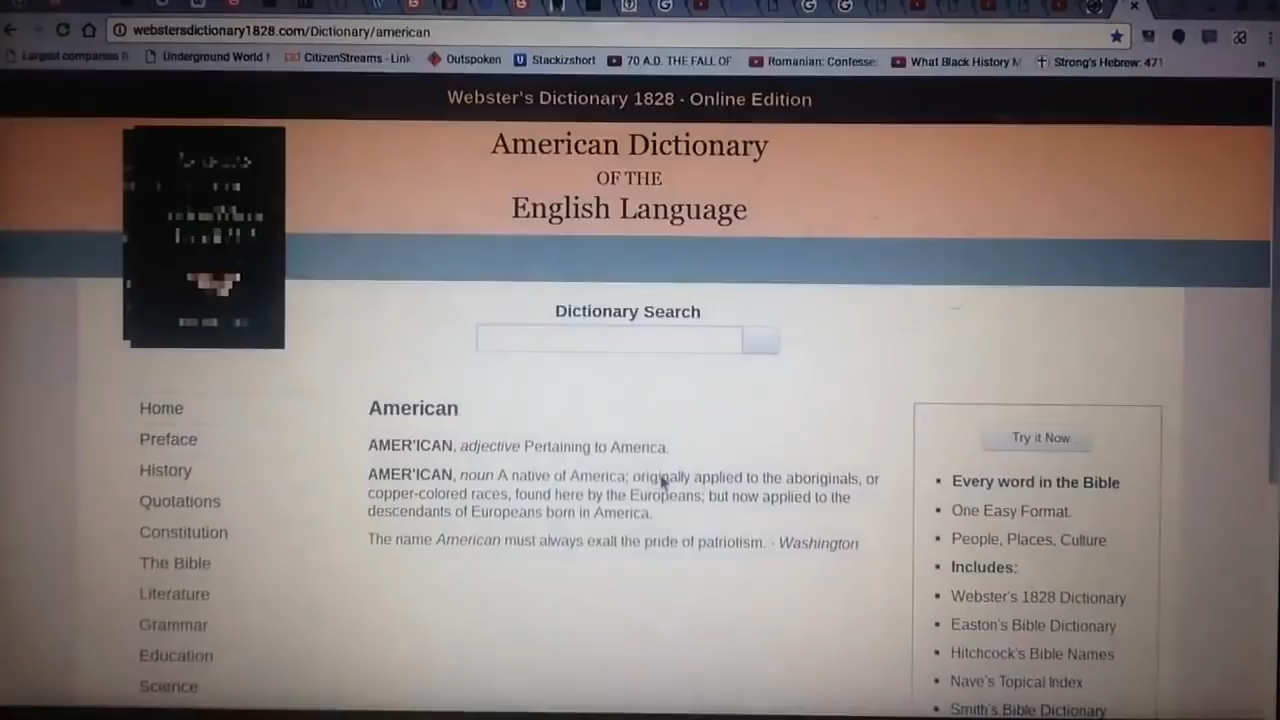 webstersdictionary1828.com/Dictionary/american
Largest companies Underground World CitizenStreams - Link Outspoken Stackizshort 70 A.D. THE FALL OF Romanian: Confesse What Black History M Strong's Hebrew: 471 »
Webster's Dictionary 1828 - Online Edition
American Dictionary
OF THE
English Language
Dictionary Search
Home
Preface
History
Quotations
Constitution
The Bible
Literature
Grammar
Education
Science
American
AMER'ICAN, adjective Pertaining to America.
AMER'ICAN, noun A native of America; originally applied to the aboriginals, or
copper-colored races, found here by the Europeans; but now applied to the
descendants of Europeans born in America.
The name American must always exalt the pride of patriotism. - Washington
Try it Now
• Every word in the Bible
• One Easy Format.
• People, Places, Culture
• Includes:
• Webster's 1828 Dictionary
• Easton's Bible Dictionary
• Hitchcock's Bible Names
• Nave's Topical Index
• Smith's Bible Dictionary